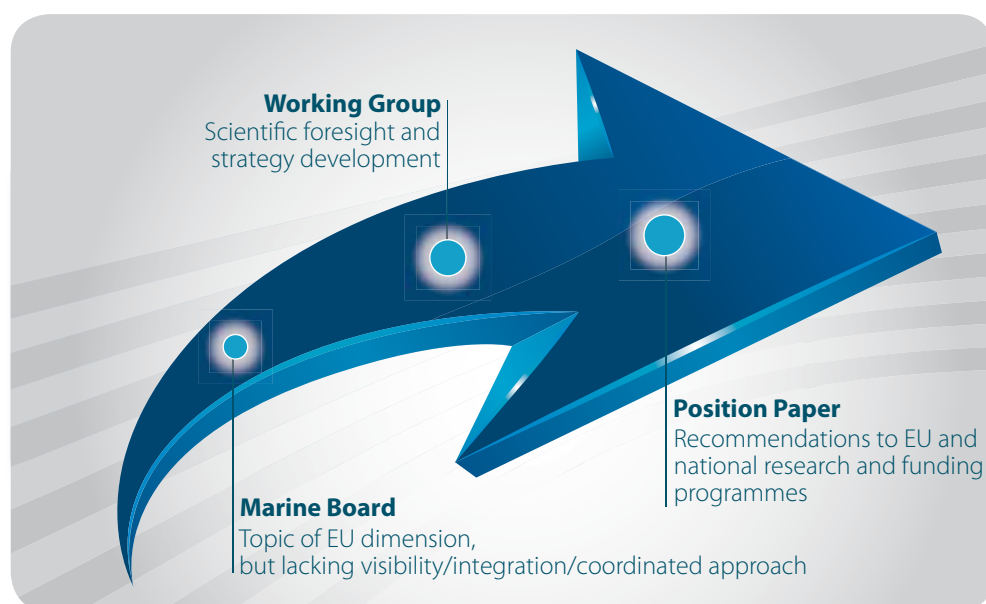 Working Group
Scientific foresight and
strategy development
Position Paper
Recommendations to EU and
national research and funding
programmes
Marine Board
Topic of EU dimension,
but lacking visibility/integration/coordinated approach